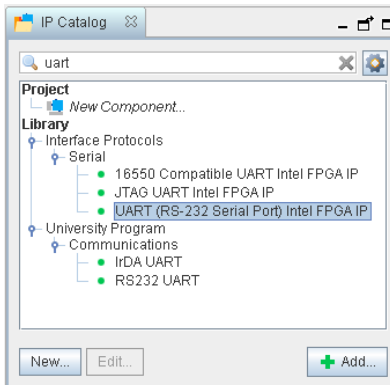 IP Catalog
uart
Project
New Component...
Library
Interface Protocols
Serial
16550 Compatible UART Intel FPGA IP
JTAG UART Intel FPGA IP
UART (RS-232 Serial Port) Intel FPGA IP
University Program
Communications
IrDA UART
RS232 UART
New... Edit... Add...